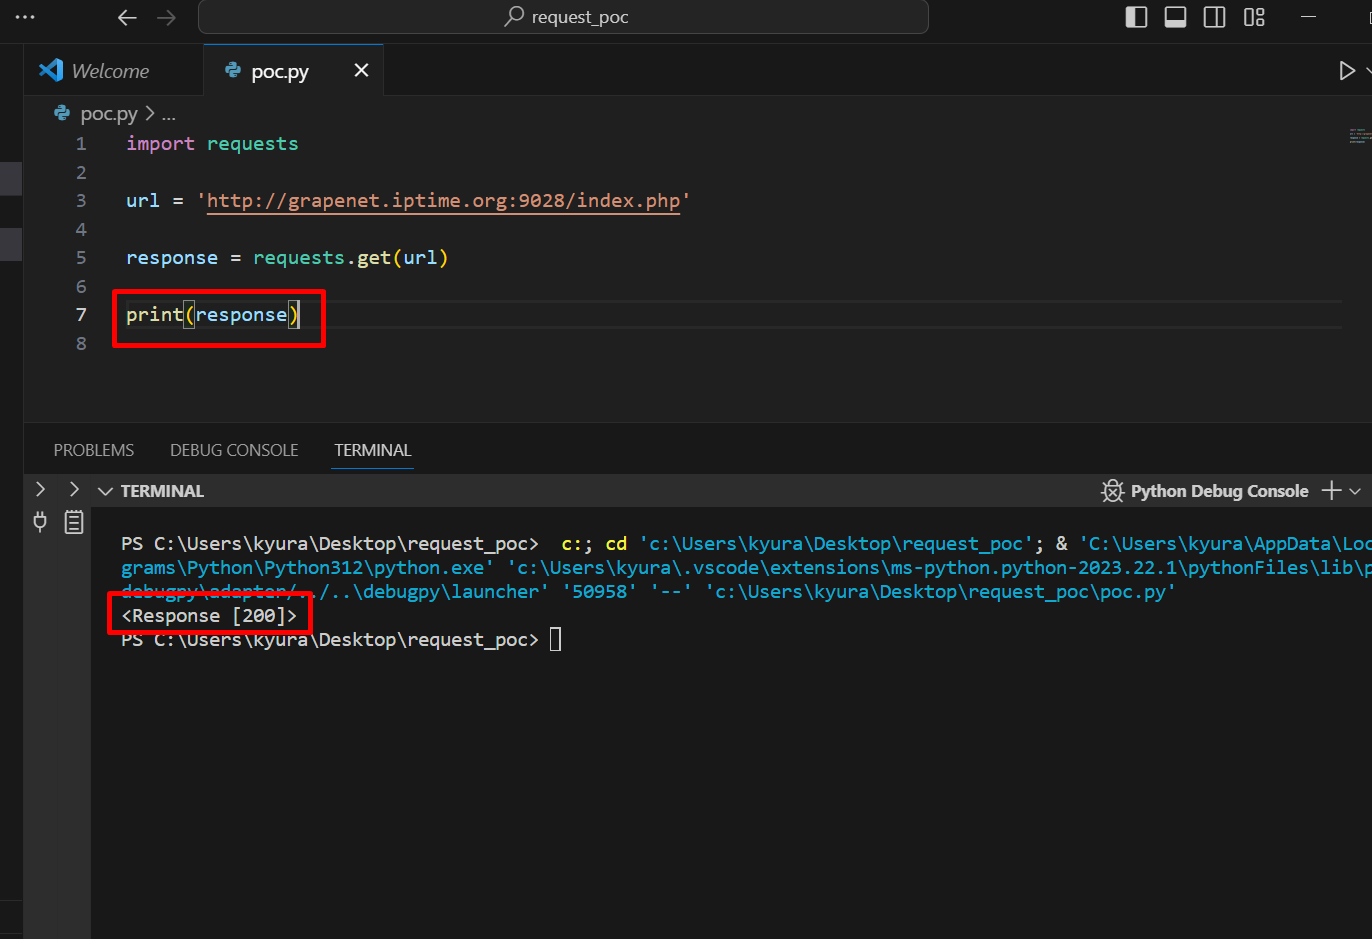 request_poc
Welcome
poc.py
poc.py > ...
1 import requests
2
3 url = 'http://grapenet.iptime.org:9028/index.php'
4
5 response = requests.get(url)
6
7 print(response)
8
PROBLEMS DEBUG CONSOLE TERMINAL
TERMINAL
Python Debug Console
PS C:\Users\kyura\Desktop\request_poc>  c:; cd 'c:\Users\kyura\Desktop\request_poc'; & 'C:\Users\kyura\AppData\Loc
grams\Python\Python312\python.exe' 'c:\Users\kyura\.vscode\extensions\ms-python.python-2023.22.1\pythonFiles\lib\p
debugpy\adapter/../..\debugpy\launcher' '50958' '--' 'c:\Users\kyura\Desktop\request_poc\poc.py'
<Response [200]>
PS C:\Users\kyura\Desktop\request_poc>